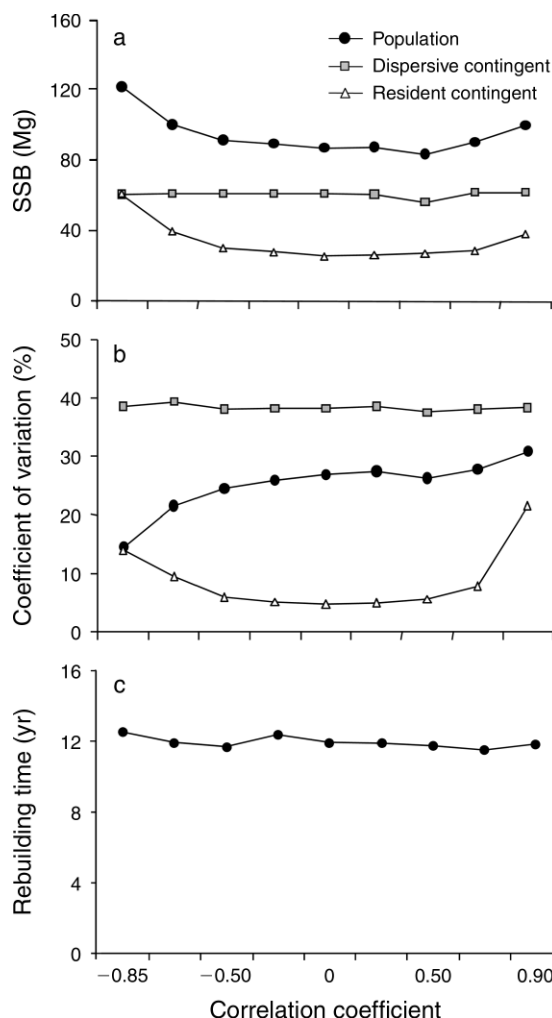 a
Population
Dispersive contingent
Resident contingent
SSB (Mg)
160
120
80
40
0
b
Coefficient of variation (%)
50
40
30
20
10
0
c
Rebuilding time (yr)
16
12
8
4
0
−0.85 −0.50 0 0.50 0.90
Correlation coefficient